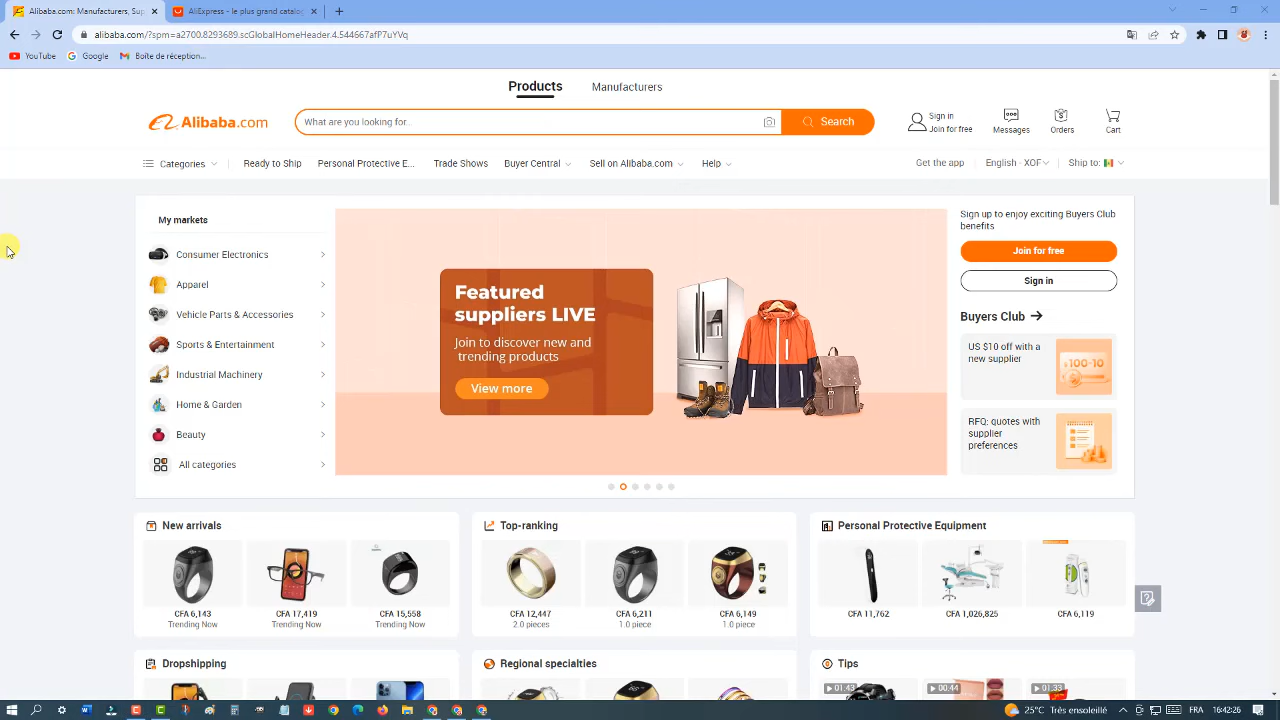 Alibaba.com: Manufacturers, Sup
AliExpress - le plus grand catalog
alibaba.com/?spm=a2700.8293689.scGlobalHomeHeader.4.544667afP7uYVq
YouTube
Google
Boîte de réception...
Products
Manufacturers
Alibaba.com
What are you looking for..
Search
Sign in
Join for free
Messages
Orders
Cart
Categories
Ready to Ship
Personal Protective E...
Trade Shows
Buyer Central
Sell on Alibaba.com
Help
Get the app
English - XOF
Ship to:
My markets
Consumer Electronics
Apparel
Vehicle Parts & Accessories
Sports & Entertainment
Industrial Machinery
Home & Garden
Beauty
All categories
Featured
suppliers LIVE
Join to discover new and
trending products
View more
Sign up to enjoy exciting Buyers Club
benefits
Join for free
Sign in
Buyers Club
US $10 off with a
new supplier
$100-10
RFQ: quotes with
supplier
preferences
New arrivals
CFA 6,143
Trending Now
CFA 17,419
Trending Now
CFA 15,558
Trending Now
Top-ranking
CFA 12,447
2.0 pieces
CFA 6,211
1.0 piece
CFA 6,149
1.0 piece
Personal Protective Equipment
CFA 11,762
CFA 1,026,825
CFA 6,119
Dropshipping
Regional specialties
Tips
01:43
00:44
01:33
25°C Très ensoleillé
FRA
16:42:26